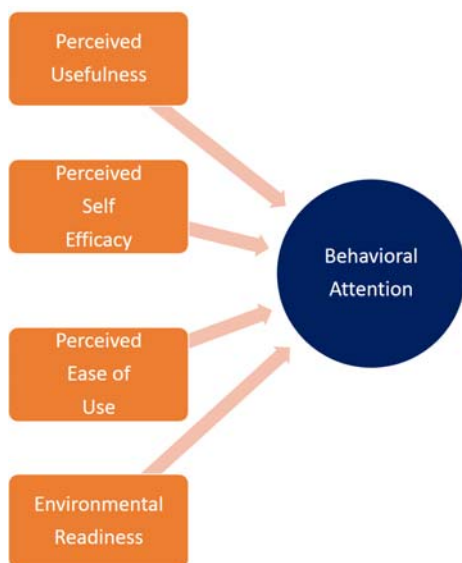 Perceived
Usefulness
Perceived
Self
Efficacy
Behavioral
Attention
Perceived
Ease of
Use
Environmental
Readiness